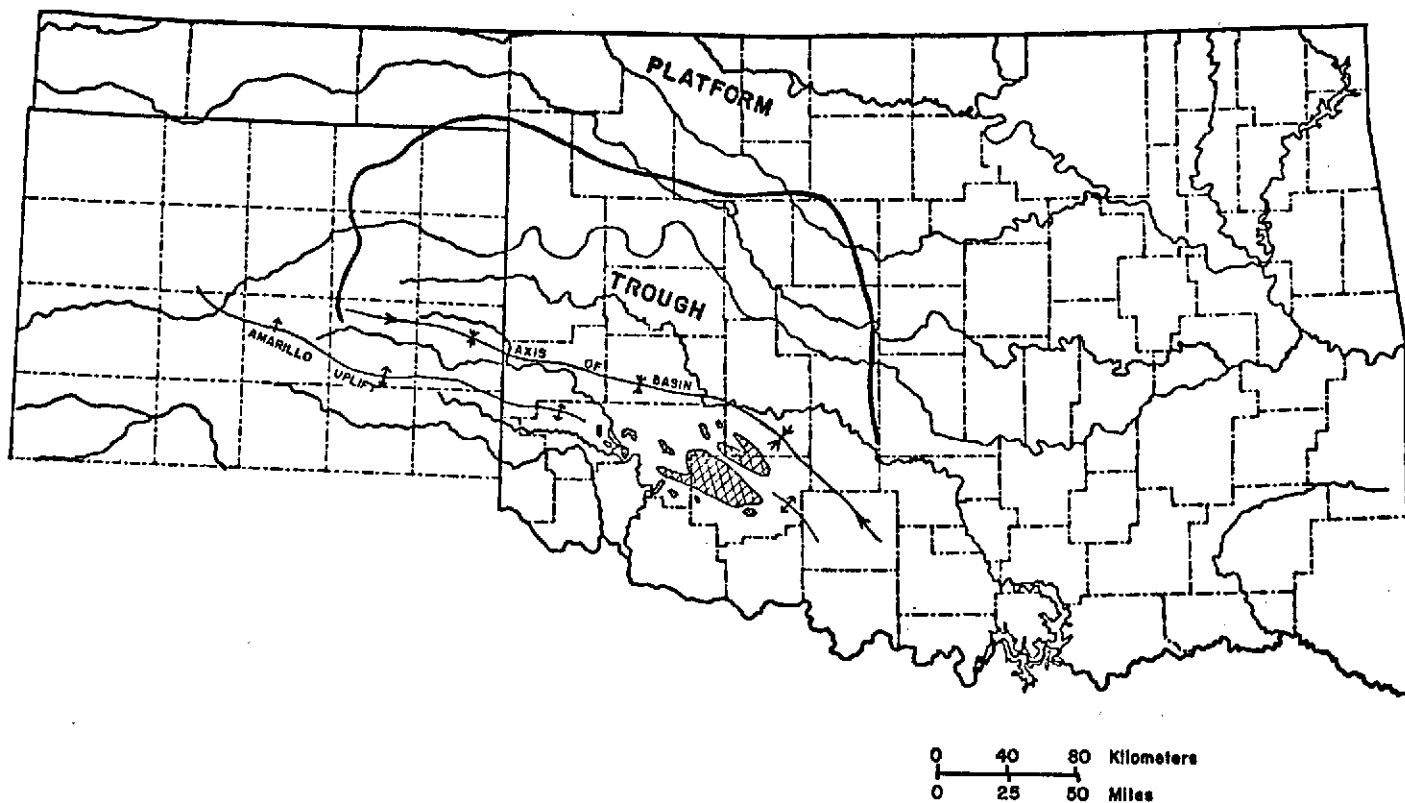 PLATFORM
TROUGH
AMARILLO
UPLIFT
AXIS OF BASIN
0 40 80 Kilometers
0 25 50 Miles